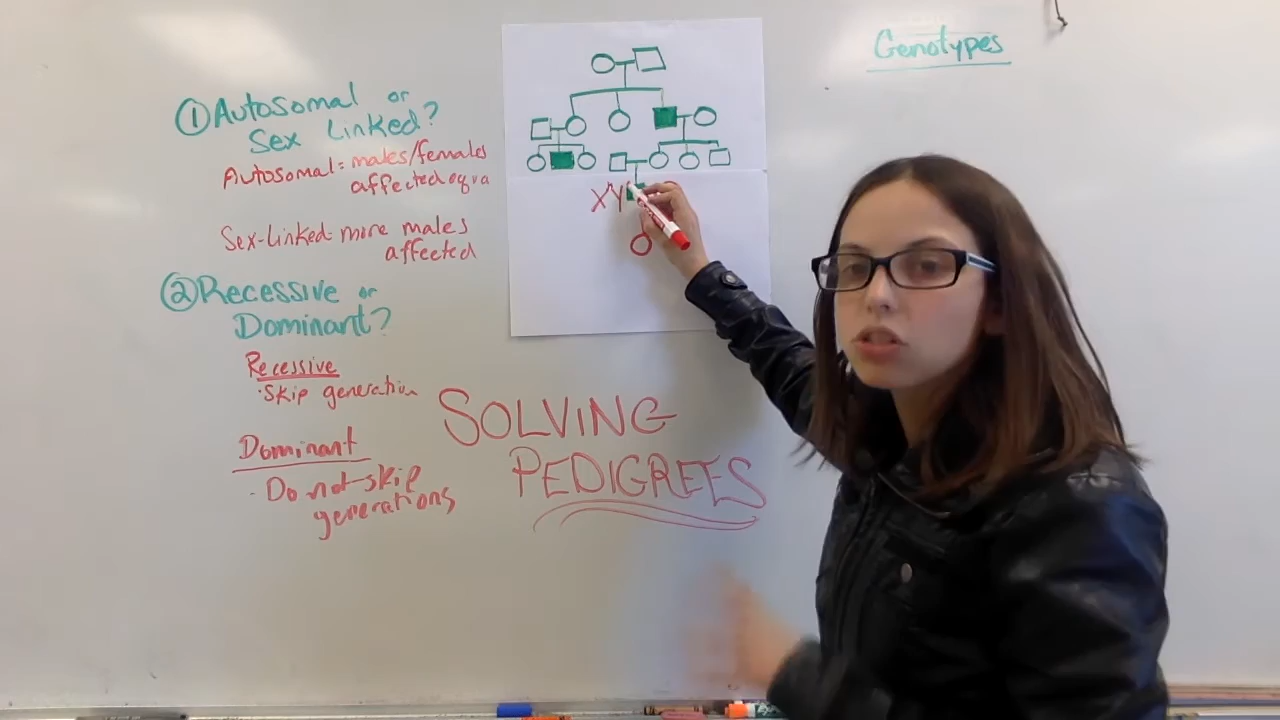 Genotypes
① Autosomal or
Sex Linked?
Autosomal: males/females
affected equa
Sex-Linked: more males
affected
② Recessive or
Dominant?
Recessive
·Skip generation
Dominant
· Do not skip
generations
XY
SOLVING
PEDIGREES